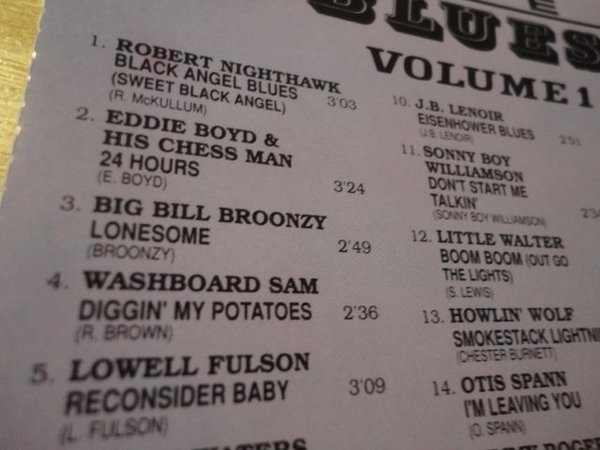 BLUES
VOLUME 1
1. ROBERT NIGHTHAWK
BLACK ANGEL BLUES
(SWEET BLACK ANGEL)
(R. McKULLUM) 3'03
2. EDDIE BOYD &
HIS CHESS MAN
24 HOURS
(E. BOYD) 3'24
3. BIG BILL BROONZY
LONESOME
(BROONZY) 2'49
4. WASHBOARD SAM
DIGGIN' MY POTATOES 2'36
(R. BROWN)
5. LOWELL FULSON
RECONSIDER BABY 3'09
(L. FULSON)
10. J.B. LENOIR
EISENHOWER BLUES
(J.B. LENOIR) 2'51
11. SONNY BOY
WILLIAMSON
DON'T START ME
TALKIN'
(SONNY BOY WILLIAMSON)
12. LITTLE WALTER
BOOM BOOM (OUT GO
THE LIGHTS)
(S. LEWIS)
13. HOWLIN' WOLF
SMOKESTACK LIGHTNI
(CHESTER BURNETT)
14. OTIS SPANN
I'M LEAVING YOU
(O. SPANN)